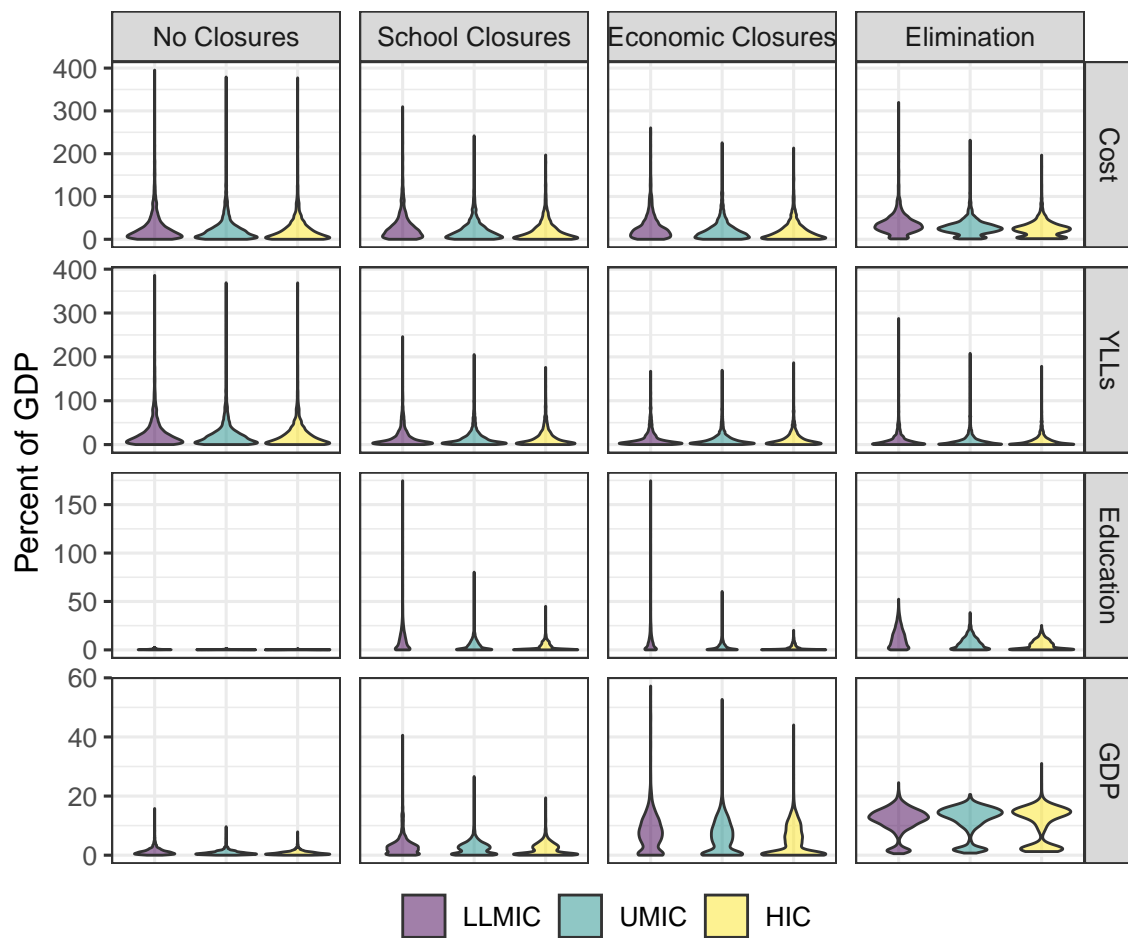 No Closures School Closures Economic Closures Elimination
400
300
200
100
0
Cost
400
300
200
100
0
YLLs
Percent of GDP
150
100
50
0
Education
60
40
20
0
GDP
LLMIC UMIC HIC